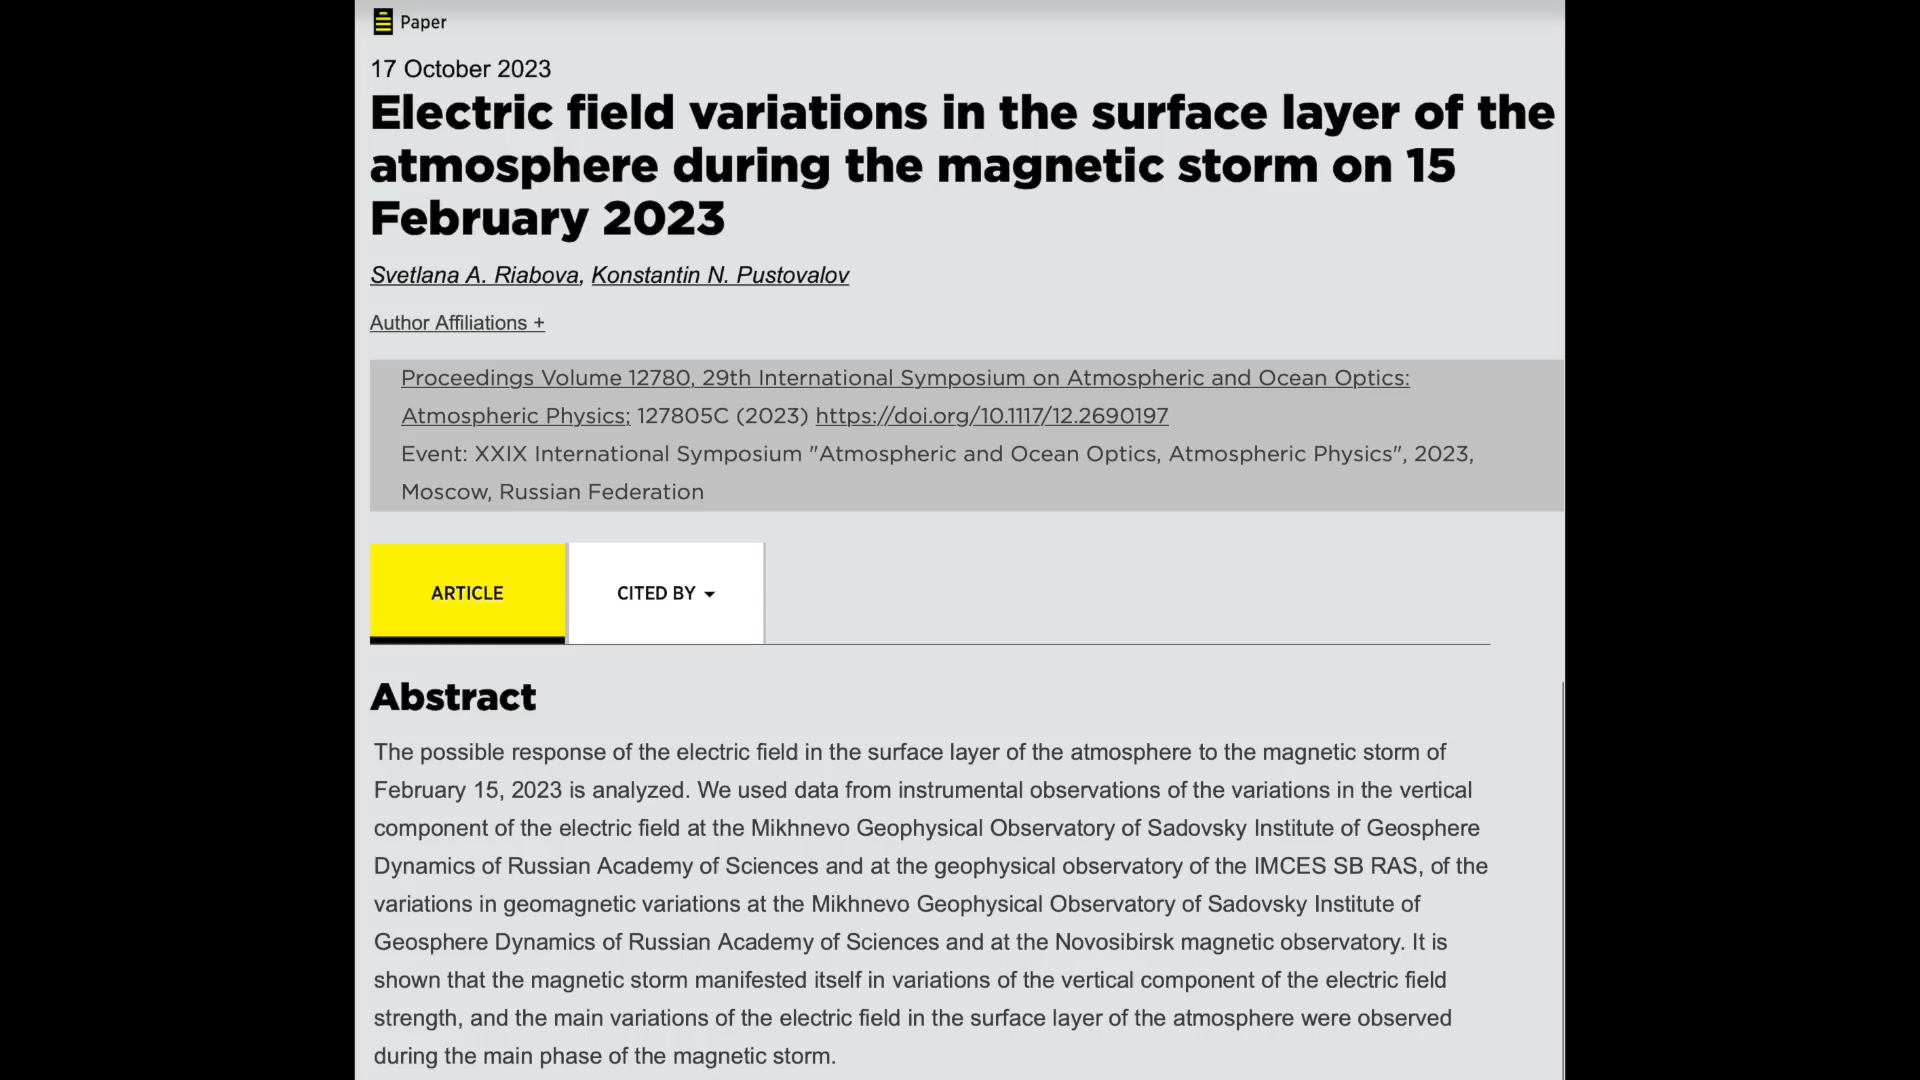 Paper
17 October 2023
Electric field variations in the surface layer of the
atmosphere during the magnetic storm on 15
February 2023
Svetlana A. Riabova, Konstantin N. Pustovalov
Author Affiliations +
Proceedings Volume 12780, 29th International Symposium on Atmospheric and Ocean Optics:
Atmospheric Physics; 127805C (2023) https://doi.org/10.1117/12.2690197
Event: XXIX International Symposium "Atmospheric and Ocean Optics, Atmospheric Physics", 2023,
Moscow, Russian Federation
ARTICLE
CITED BY
Abstract
The possible response of the electric field in the surface layer of the atmosphere to the magnetic storm of
February 15, 2023 is analyzed. We used data from instrumental observations of the variations in the vertical
component of the electric field at the Mikhnevo Geophysical Observatory of Sadovsky Institute of Geosphere
Dynamics of Russian Academy of Sciences and at the geophysical observatory of the IMCES SB RAS, of the
variations in geomagnetic variations at the Mikhnevo Geophysical Observatory of Sadovsky Institute of
Geosphere Dynamics of Russian Academy of Sciences and at the Novosibirsk magnetic observatory. It is
shown that the magnetic storm manifested itself in variations of the vertical component of the electric field
strength, and the main variations of the electric field in the surface layer of the atmosphere were observed
during the main phase of the magnetic storm.